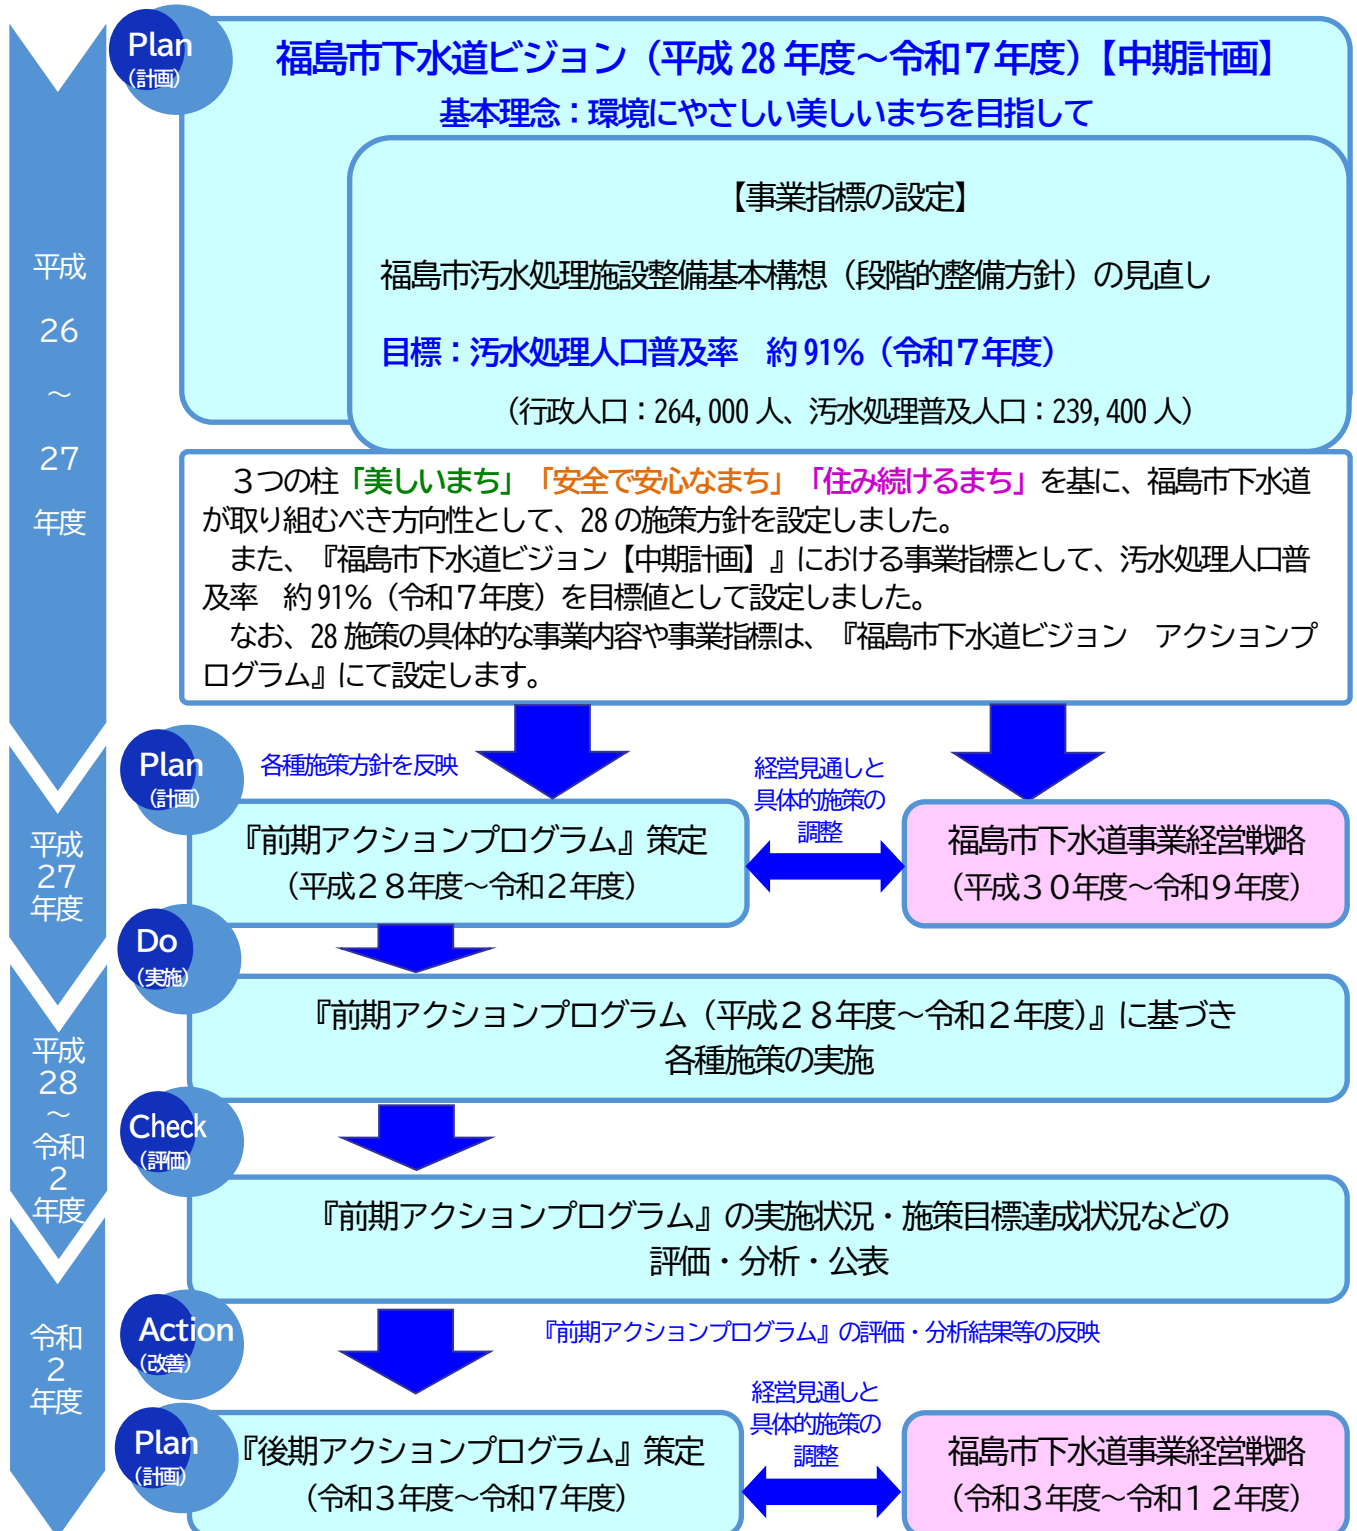 Plan
(計画)
福島市下水道ビジョン（平成28年度～令和7年度）【中期計画】
基本理念：環境にやさしい美しいまちを目指して
【事業指標の設定】
福島市汚水処理施設整備基本構想（段階的整備方針）の見直し
目標：汚水処理人口普及率　約91%（令和7年度）
（行政人口：264,000人、汚水処理普及人口：239,400人）
平成
26
～
27
年度
３つの柱「美しいまち」「安全で安心なまち」「住み続けるまち」を基に、福島市下水道
が取り組むべき方向性として、28の施策方針を設定しました。
また、『福島市下水道ビジョン【中期計画】』における事業指標として、汚水処理人口普
及率　約91%（令和7年度）を目標値として設定しました。
なお、28施策の具体的な事業内容や事業指標は、『福島市下水道ビジョン　アクションプ
ログラム』にて設定します。
Plan
(計画)
各種施策方針を反映
経営見通しと
具体的施策の
調整
平成
27
年度
『前期アクションプログラム』策定
（平成２８年度～令和２年度）
福島市下水道事業経営戦略
（平成３０年度～令和９年度）
Do
(実施)
『前期アクションプログラム（平成２８年度～令和２年度）』に基づき
各種施策の実施
平成
28
～
令和
2
年度
Check
(評価)
『前期アクションプログラム』の実施状況・施策目標達成状況などの
評価・分析・公表
Action
(改善)
『前期アクションプログラム』の評価・分析結果等の反映
令和
2
年度
経営見通しと
具体的施策の
調整
Plan
(計画)
『後期アクションプログラム』策定
（令和３年度～令和７年度）
福島市下水道事業経営戦略
（令和３年度～令和１２年度）